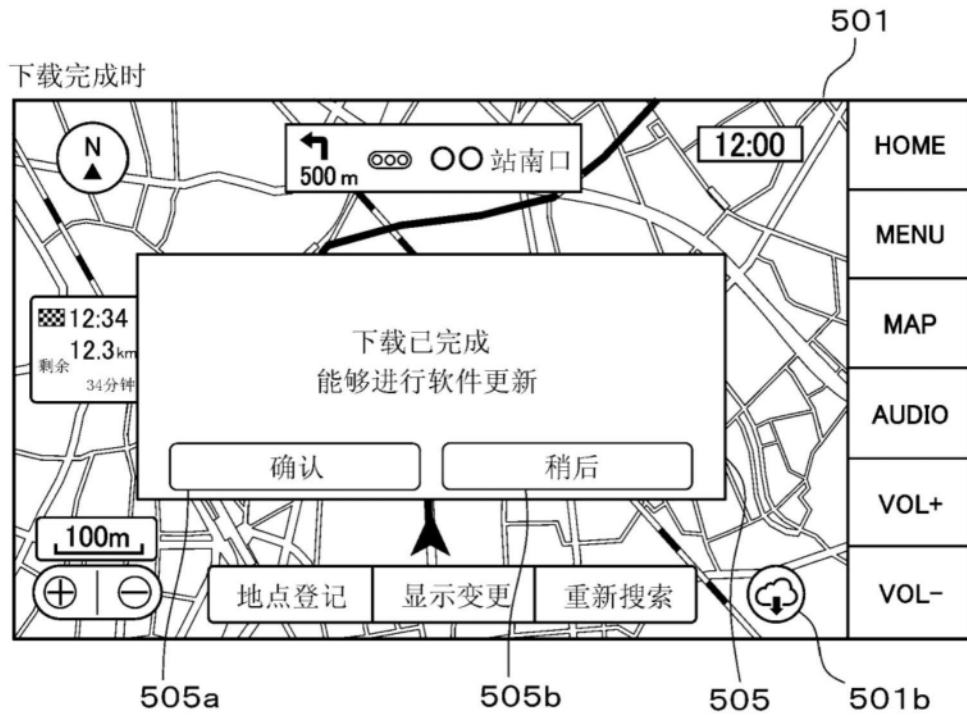 501
下载完成时
N
500 m
○○站南口
12:00
HOME
MENU
MAP
AUDIO
VOL+
VOL-
12:34
剩余 12.3km
34分钟
下载已完成
能够进行软件更新
确认
稍后
100m
地点登记
显示变更
重新搜索
505a
505b
505
501b